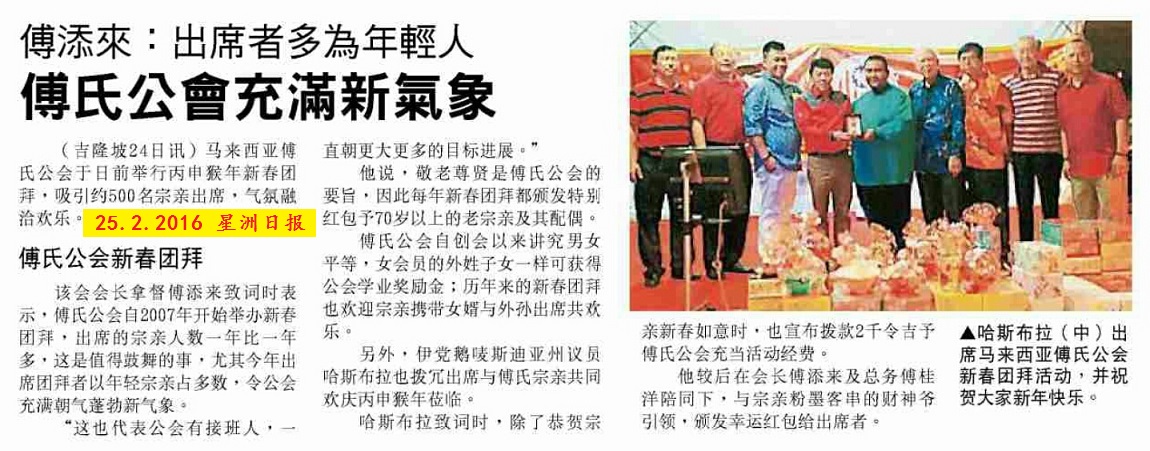 傅添來：出席者多為年輕人
傅氏公會充滿新氣象
（吉隆坡24日讯）马来西亚傅
氏公会于日前举行丙申猴年新春团
拜，吸引约500名宗亲出席，气氛融
洽欢乐。
25.2.2016 星洲日报
傅氏公会新春团拜
该会会长拿督傅添来致词时表
示，傅氏公会自2007年开始举办新春
团拜，出席的宗亲人数一年比一年
多，这是值得鼓舞的事，尤其今年出
席团拜者以年轻宗亲占多数，令公会
充满朝气蓬勃新气象。
“这也代表公会有接班人，一
直朝更大更多的目标进展。”
他说，敬老尊贤是傅氏公会的
要旨，因此每年新春团拜都颁发特别
红包予70岁以上的老宗亲及其配偶。
傅氏公会自创会以来讲究男女
平等，女会员的外姓子女一样可获得
公会学业奖励金；历年来的新春团拜
也欢迎宗亲携带女婿与外孙出席共欢
乐。
另外，伊党鹅唛斯迪亚州议员
哈斯布拉也拨冗出席与傅氏宗亲共同
欢庆丙申猴年莅临。
哈斯布拉致词时，除了恭贺宗
亲新春如意时，也宣布拨款2千令吉予
傅氏公会充当活动经费。
他较后在会长傅添来及总务傅桂
洋陪同下，与宗亲粉墨客串的财神爷
引领，颁发幸运红包给出席者。
▲哈斯布拉（中）出
席马来西亚傅氏公会
新春团拜活动，并祝
贺大家新年快乐。